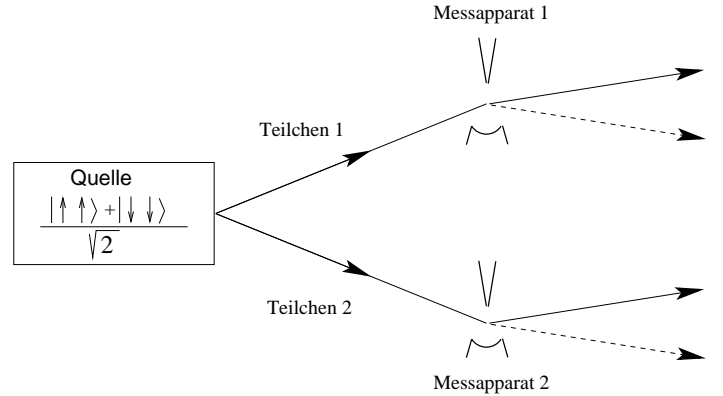 Messapparat 1
Teilchen 1
Quelle
|↑ ↑⟩ + |↓ ↓⟩
√2
Teilchen 2
Messapparat 2